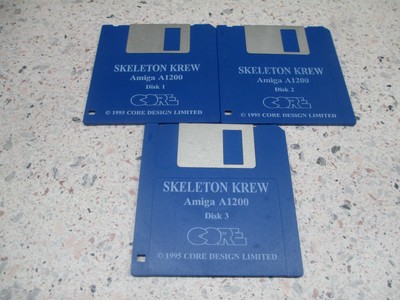 SKELETON KREW
Amiga A1200
Disk 1
CORE
© 1995 CORE DESIGN LIMITED
SKELETON KREW
Amiga A1200
Disk 2
CORE
© 1995 CORE DESIGN LIMITED
SKELETON KREW
Amiga A1200
Disk 3
CORE
© 1995 CORE DESIGN LIMITED